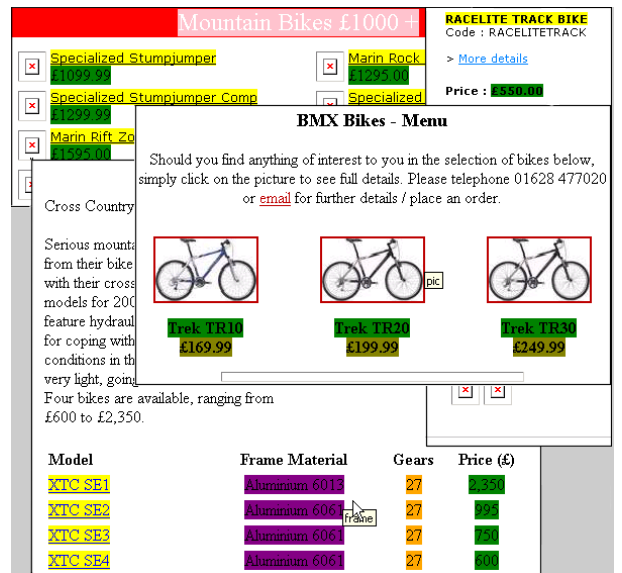 Mountain Bikes £1000 +
Specialized Stumpjumper
£1099.99
Specialized Stumpjumper Comp
£1299.99
Marin Rift Zo
£1595.00
Marin Rock
£1295.00
Specialized
RACELITE TRACK BIKE
Code : RACELITETRACK
> More details
Price : £550.00
BMX Bikes - Menu
Should you find anything of interest to you in the selection of bikes below,
simply click on the picture to see full details. Please telephone 01628 477020
or email for further details / place an order.
pic
Trek TR10
£169.99
Trek TR20
£199.99
Trek TR30
£249.99
Cross Country
Serious mounta
from their bike
with their cross
models for 200
feature hydraul
for coping with
conditions in th
very light, going
Four bikes are available, ranging from
£600 to £2,350.
Model Frame Material Gears Price (£)
XTC SE1 Aluminium 6013 27 2,350
XTC SE2 Aluminium 6061 27 995
frame
XTC SE3 Aluminium 6061 27 750
XTC SE4 Aluminium 6061 27 600